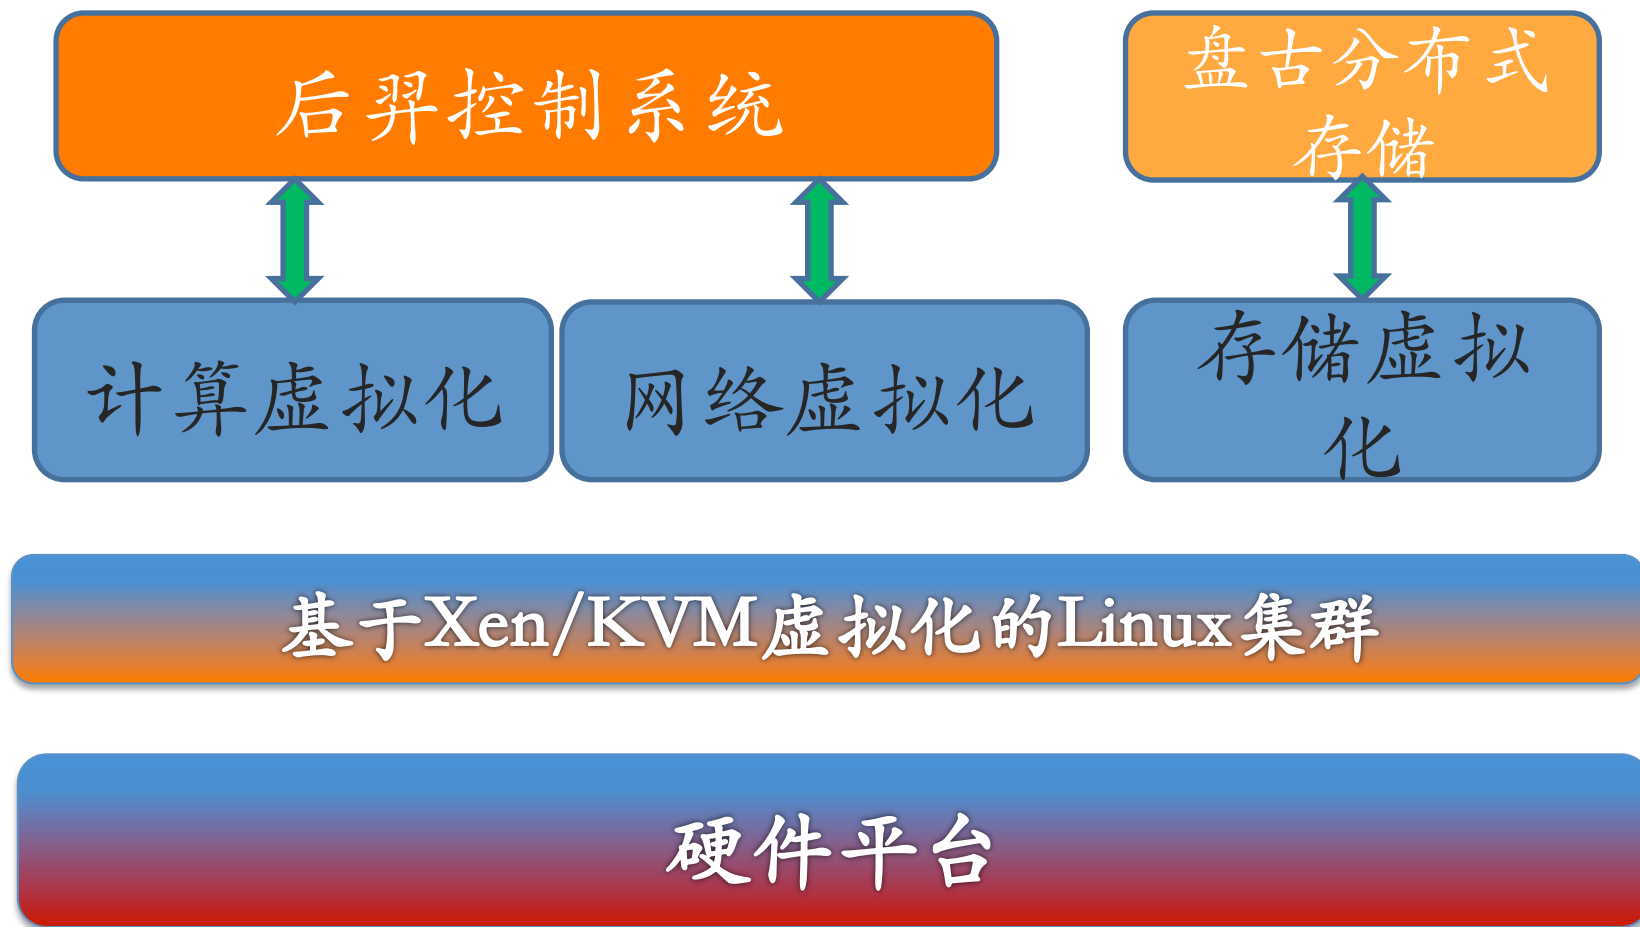 后羿控制系统
盘古分布式
存储
计算虚拟化
网络虚拟化
存储虚拟
化
基于Xen/KVM虚拟化的Linux集群
硬件平台